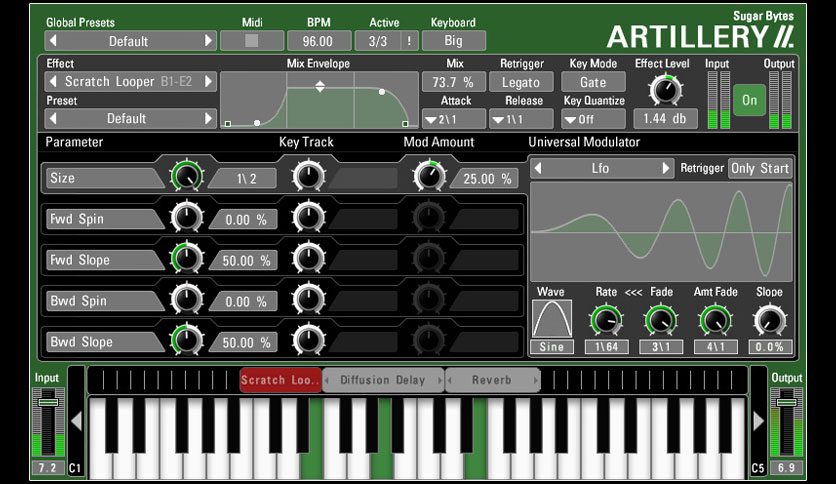 Global Presets Midi BPM Active Keyboard Sugar Bytes
Default 96.00 3/3 ! Big ARTILLERY //.
Effect Mix Envelope Mix Retrigger Key Mode Effect Level Input Output
Scratch Looper B1-E2 73.7 % Legato Gate On
Preset Attack Release Key Quantize
Default 2\1 1\1 Off 1.44 db
Parameter Key Track Mod Amount Universal Modulator
Size 1\ 2 25.00 % Lfo Retrigger Only Start
Fwd Spin 0.00 %
Fwd Slope 50.00 %
Bwd Spin 0.00 % Wave Rate <<< Fade Amt Fade Slope
Bwd Slope 50.00 % Sine 1\64 3\1 4\1 0.0%
Input Scratch Loo.. Diffusion Delay Reverb Output
7.2 C1 C5 6.9